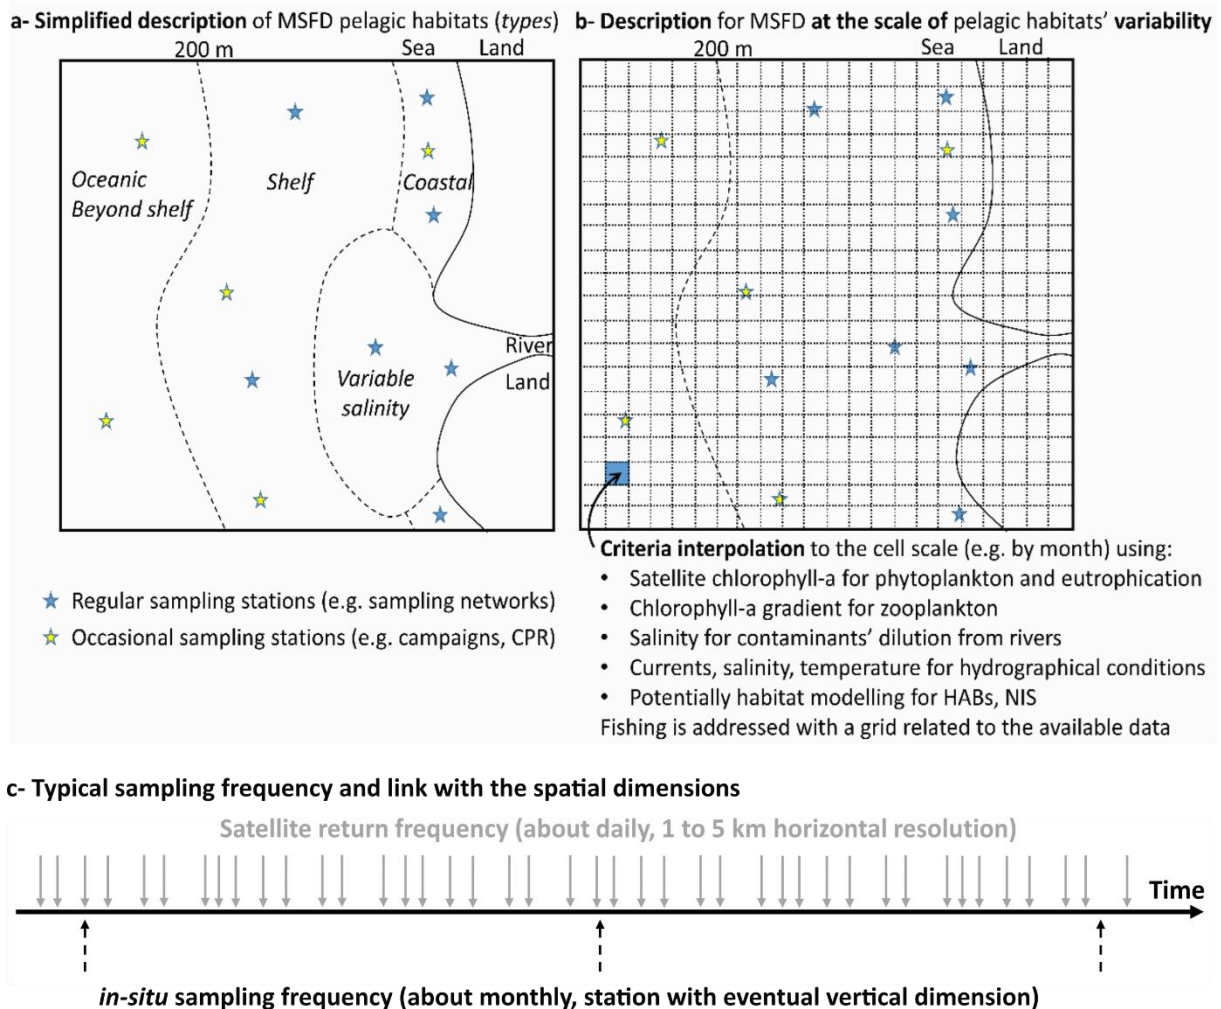 a- Simplified description of MSFD pelagic habitats (types)
200 m Sea Land
Oceanic
Beyond shelf
Shelf
Coastal
River
Land
Variable
salinity
Regular sampling stations (e.g. sampling networks)
Occasional sampling stations (e.g. campaigns, CPR)
b- Description for MSFD at the scale of pelagic habitats' variability
200 m Sea Land
Criteria interpolation to the cell scale (e.g. by month) using:
• Satellite chlorophyll-a for phytoplankton and eutrophication
• Chlorophyll-a gradient for zooplankton
• Salinity for contaminants' dilution from rivers
• Currents, salinity, temperature for hydrographical conditions
• Potentially habitat modelling for HABs, NIS
Fishing is addressed with a grid related to the available data
c- Typical sampling frequency and link with the spatial dimensions
Satellite return frequency (about daily, 1 to 5 km horizontal resolution)
Time
in-situ sampling frequency (about monthly, station with eventual vertical dimension)